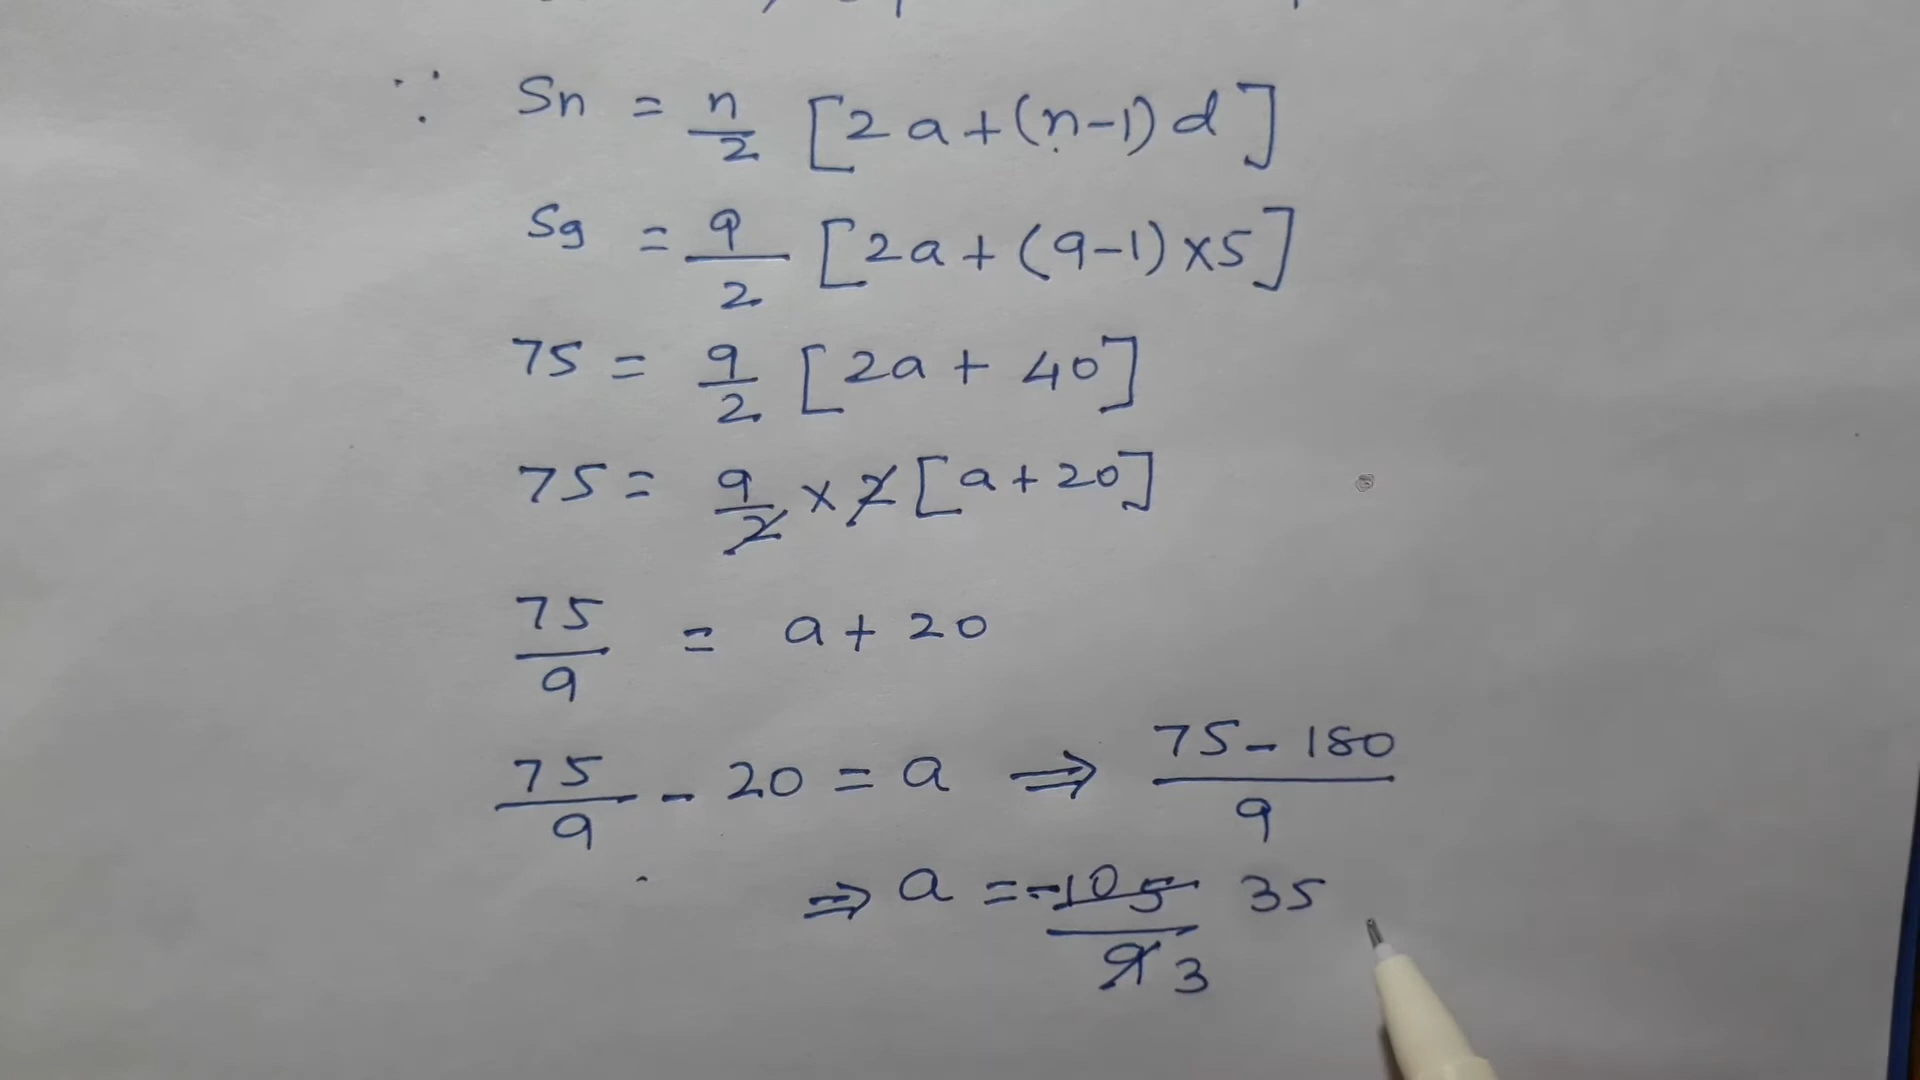 ∵ Sn = n/2 [2a+(n-1)d]
S9 = 9/2 [2a+(9-1)×5]
75 = 9/2 [2a+ 40]
75 = 9/2 × 2 [a+20]
75/9 = a+20
75/9 - 20 = a ⇒ 75-180/9
⇒ a = -105/9 35 3